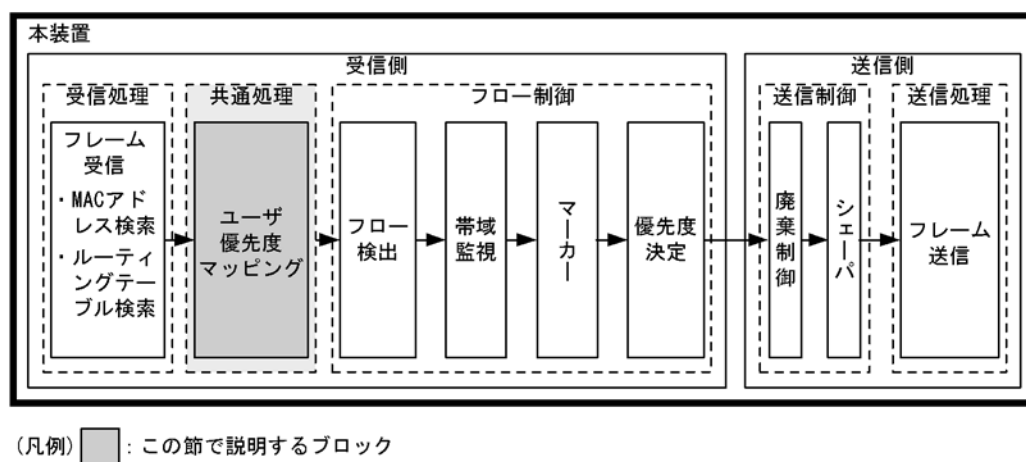 本装置
受信側
送信側
受信処理
共通処理
フロー制御
送信制御
送信処理
フレーム
受信
・MACアド
レス検索
・ルーティ
ングテー
ブル検索
ユーザ
優先度
マッピング
フロー
検出
帯域
監視
マーカー
優先度
決定
廃棄制御
シェーパ
フレーム
送信
(凡例)
:この節で説明するブロック